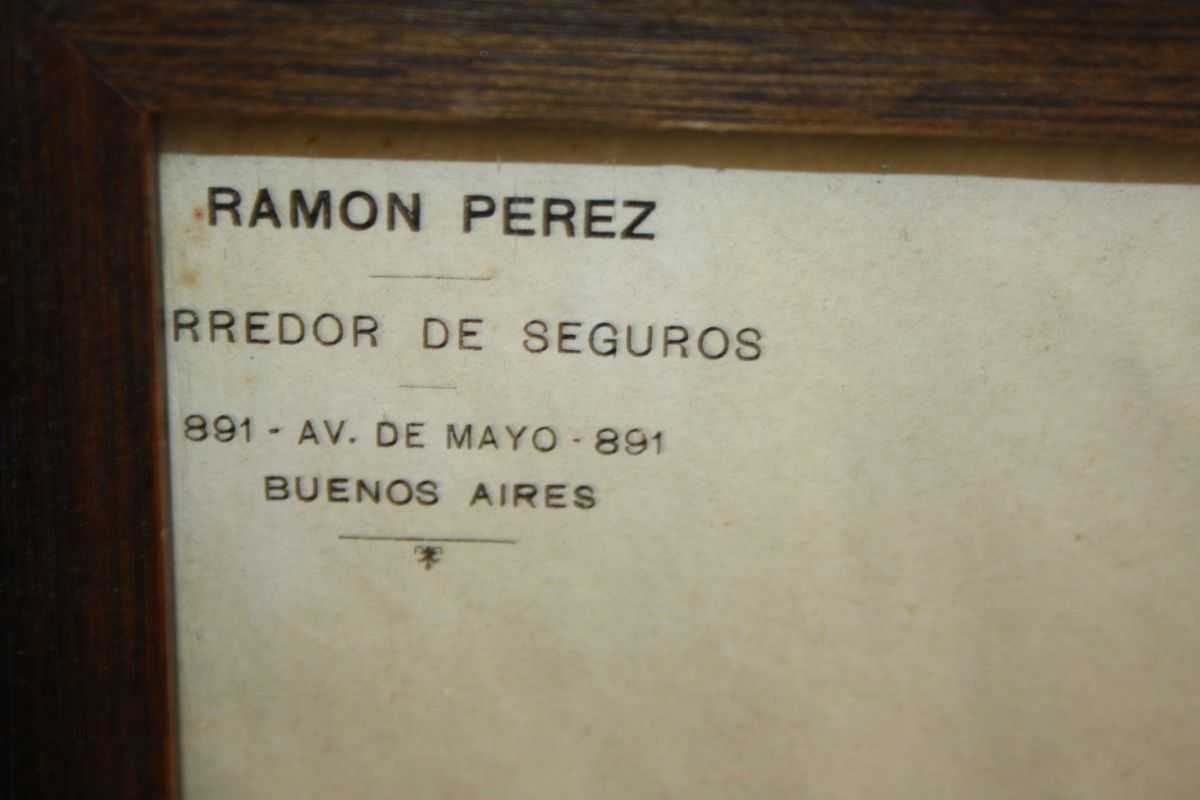 RAMON PEREZ
RREDOR DE SEGUROS
891 - AV. DE MAYO - 891
BUENOS AIRES